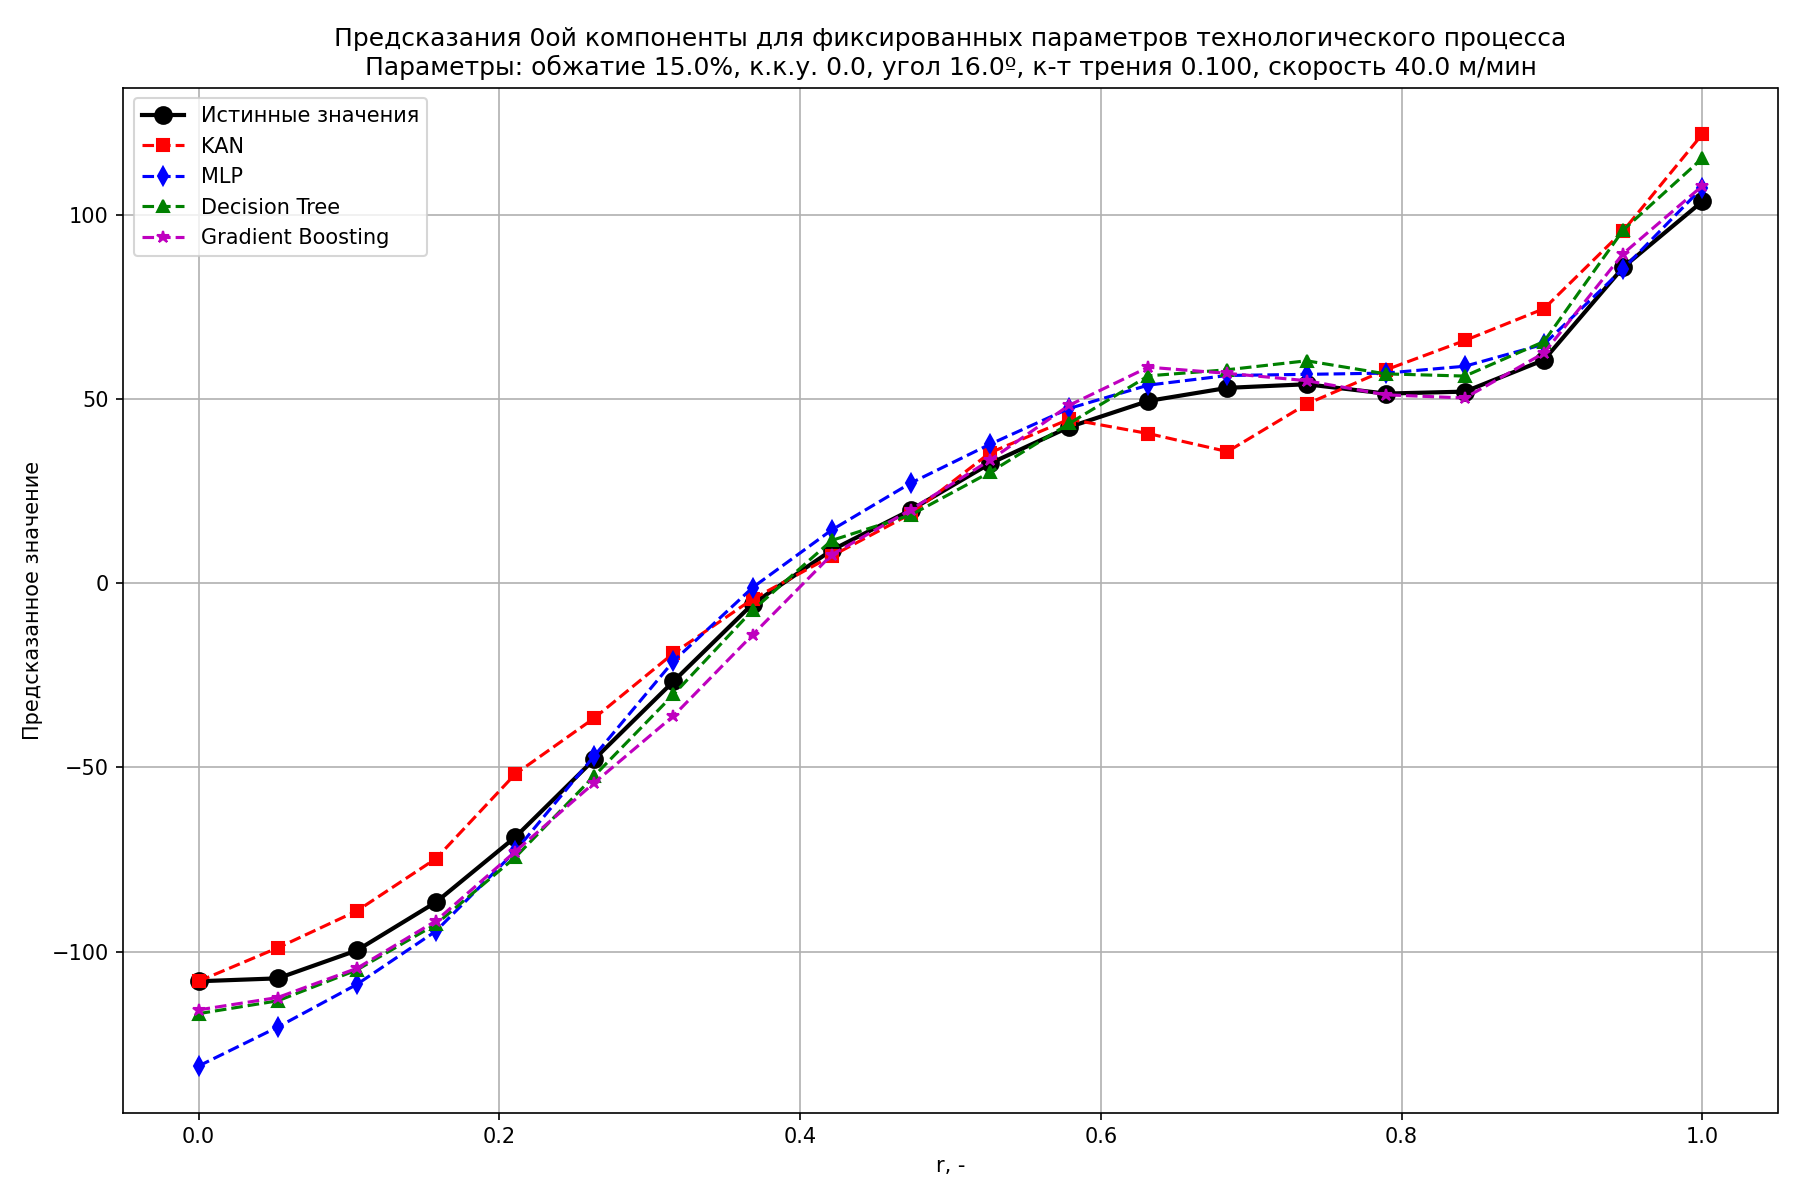 Предсказания 0ой компоненты для фиксированных параметров технологического процесса
Параметры: обжатие 15.0%, к.к.у. 0.0, угол 16.0º, к-т трения 0.100, скорость 40.0 м/мин
Истинные значения
KAN
MLP
Decision Tree
Gradient Boosting
Предсказанное значение
100
50
0
−50
−100
0.0
0.2
0.4
0.6
0.8
1.0
r, -